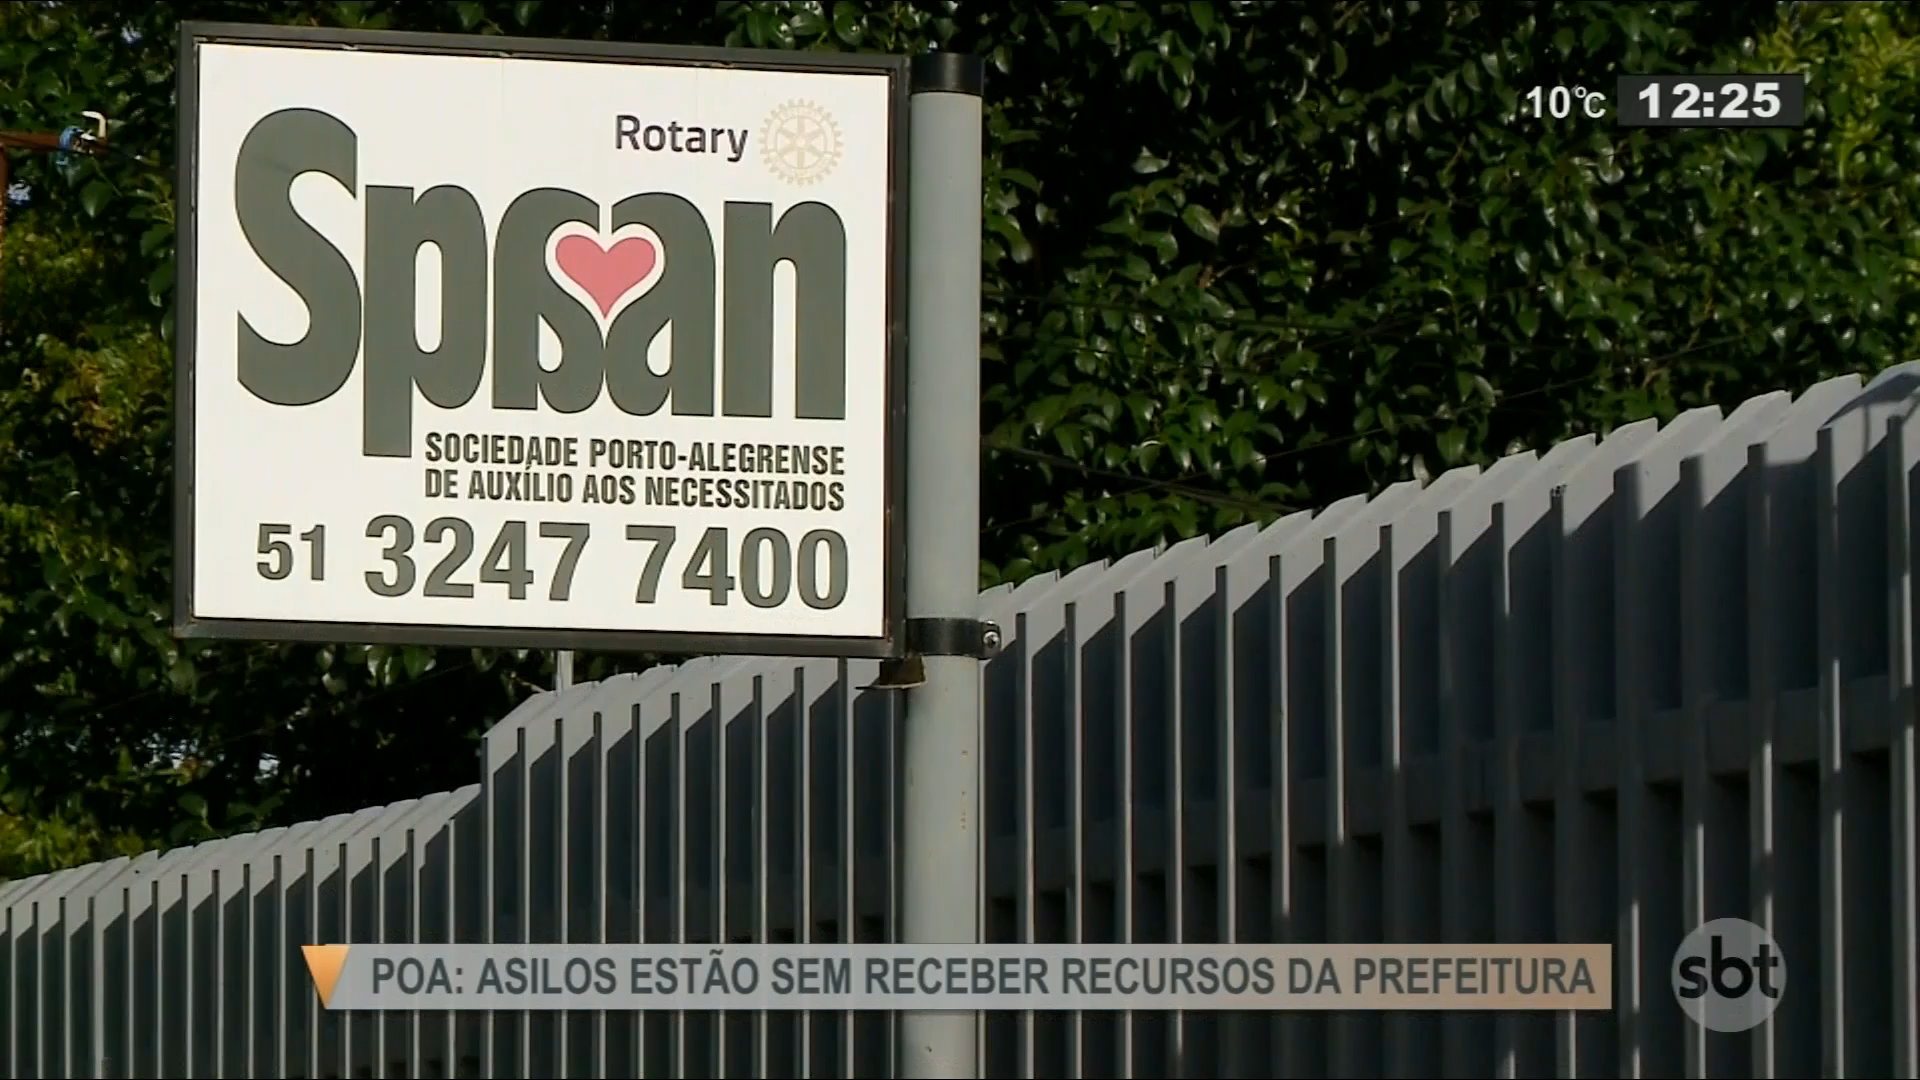 10°C 12:25
Rotary
Spaan
SOCIEDADE PORTO-ALEGRENSE
DE AUXÍLIO AOS NECESSITADOS
51 3247 7400
POA: ASILOS ESTÃO SEM RECEBER RECURSOS DA PREFEITURA
sbt